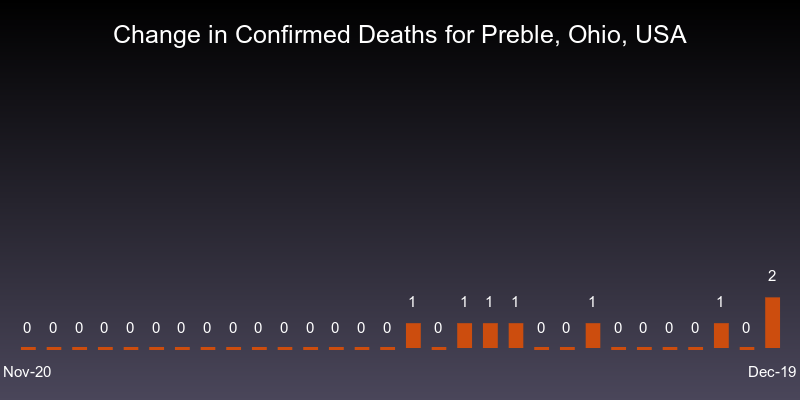 Change in Confirmed Deaths for Preble, Ohio, USA
2
1 1 1 1 1 1
0 0 0 0 0 0 0 0 0 0 0 0 0 0 0 0 0 0 0 0 0 0 0
Nov-20 Dec-19